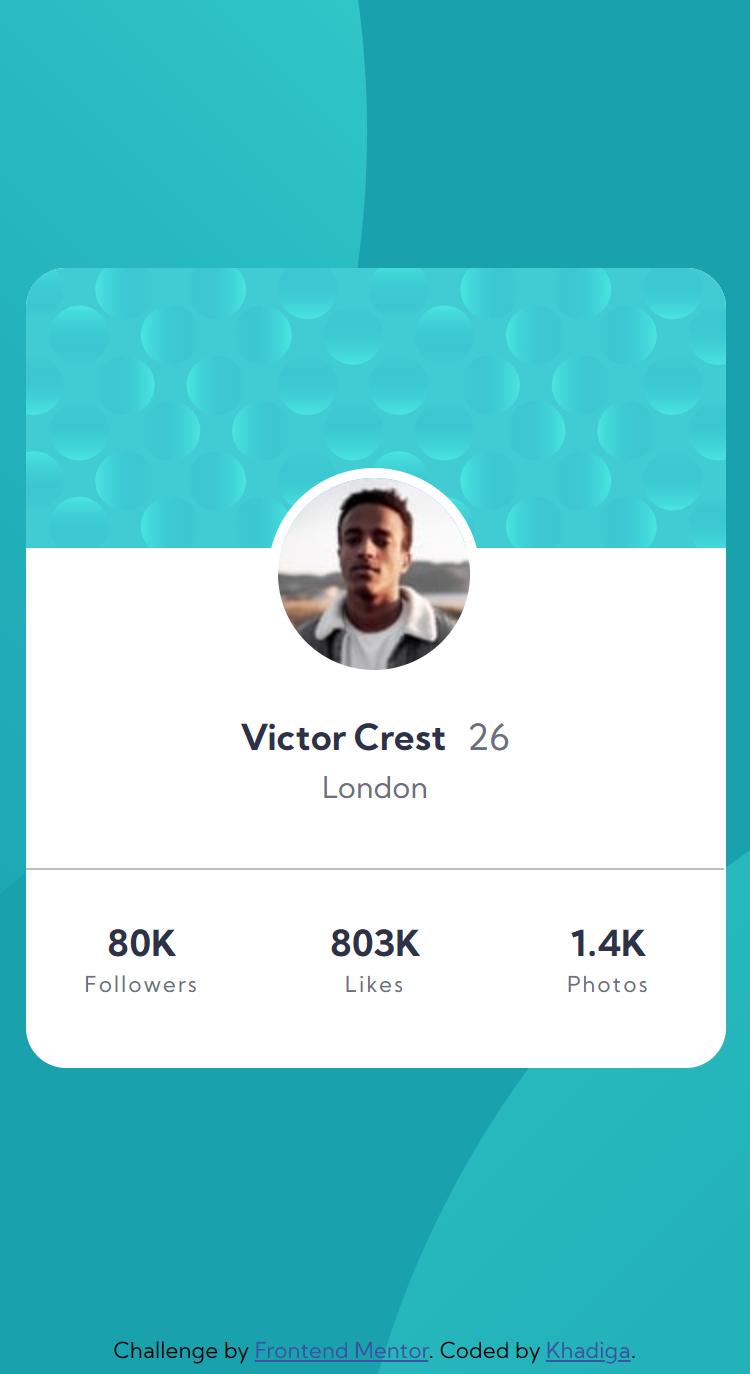 Victor Crest 26
London
80K 803K 1.4K
Followers Likes Photos
Challenge by Frontend Mentor. Coded by Khadiga.